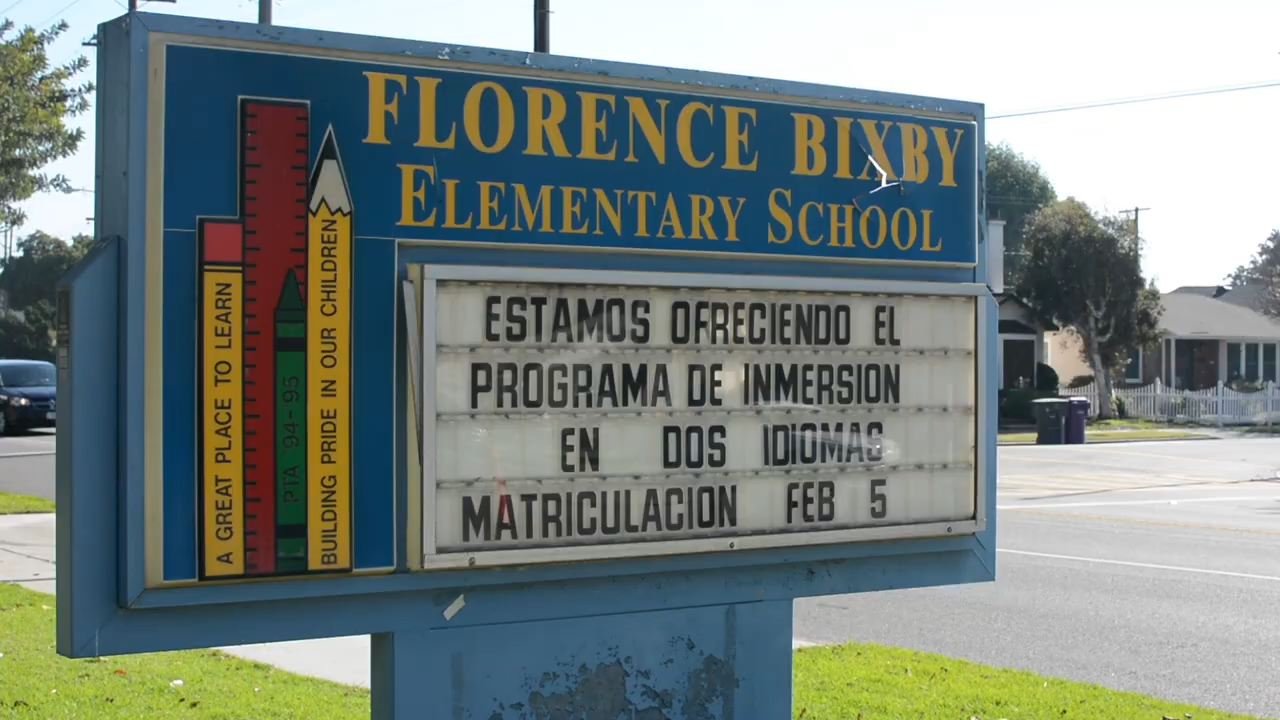 FLORENCE BIXBY
ELEMENTARY SCHOOL
A GREAT PLACE TO LEARN
PTA '94-95
BUILDING PRIDE IN OUR CHILDREN
ESTAMOS OFRECIENDO EL
PROGRAMA DE INMERSION
EN DOS IDIOMAS
MATRICULACION FEB 5